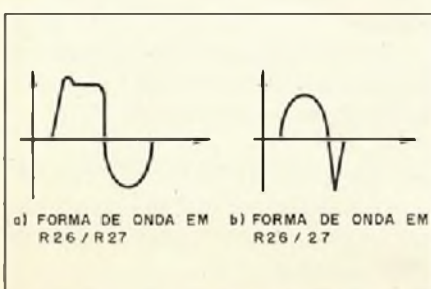 a) FORMA DE ONDA EM
R26/R27
b) FORMA DE ONDA EM
R26/27